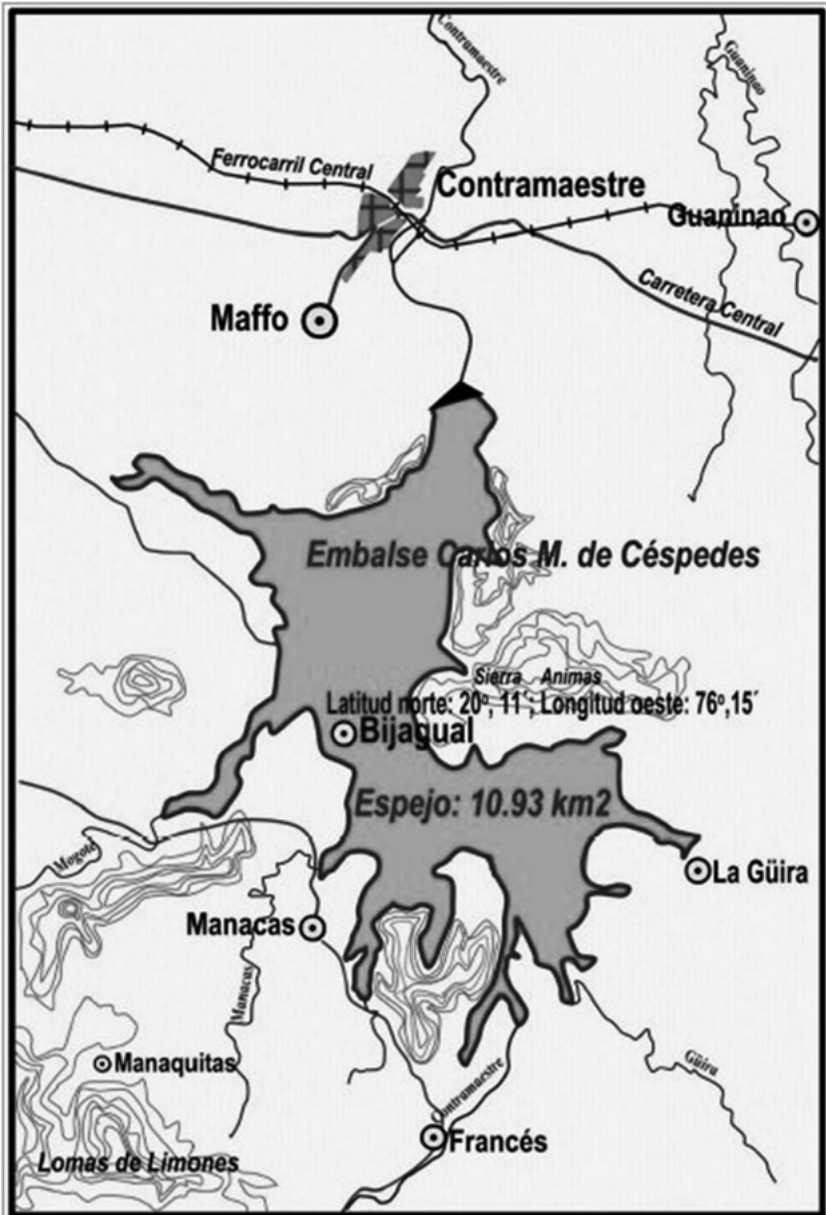 Contramaestre
Guaninao
Ferrocarril Central
Contramaestre
Guaninao
Carretera Central
Maffo
Embalse Carlos M. de Céspedes
Sierra Animas
Latitud norte: 20º, 11´; Longitud oeste: 76º,15´
Bijagual
Espejo: 10.93 km2
Mogote
La Güira
Manacas
Manacas
Manaquitas
Güira
Contramaestre
Francés
Lomas de Limones